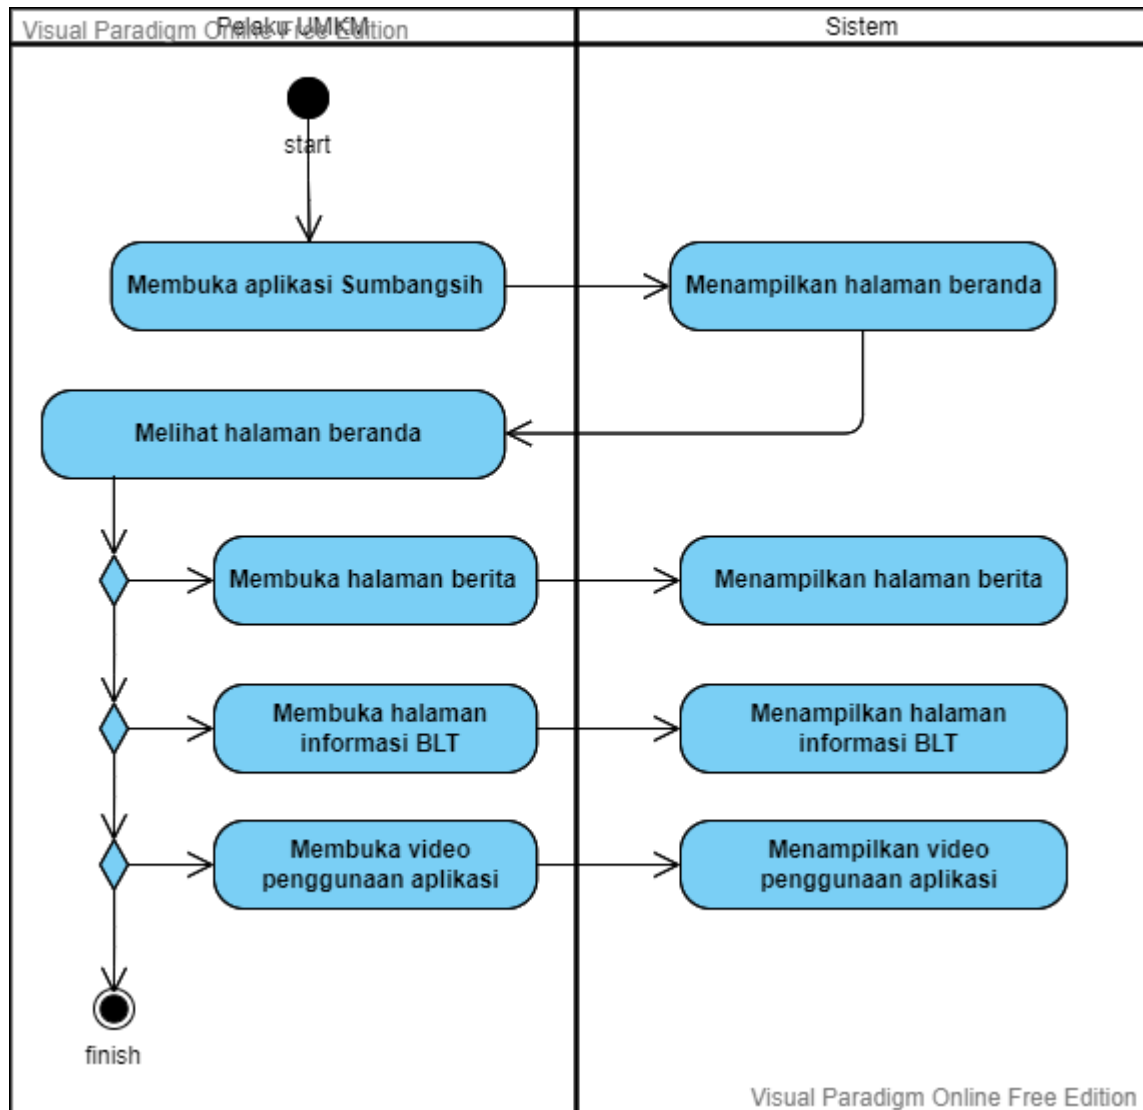 Visual Paradigm Online Free Edition
Pelaku UMKM
Sistem
start
Membuka aplikasi Sumbangsih
Menampilkan halaman beranda
Melihat halaman beranda
Membuka halaman berita
Menampilkan halaman berita
Membuka halaman
informasi BLT
Menampilkan halaman
informasi BLT
Membuka video
penggunaan aplikasi
Menampilkan video
penggunaan aplikasi
finish
Visual Paradigm Online Free Edition